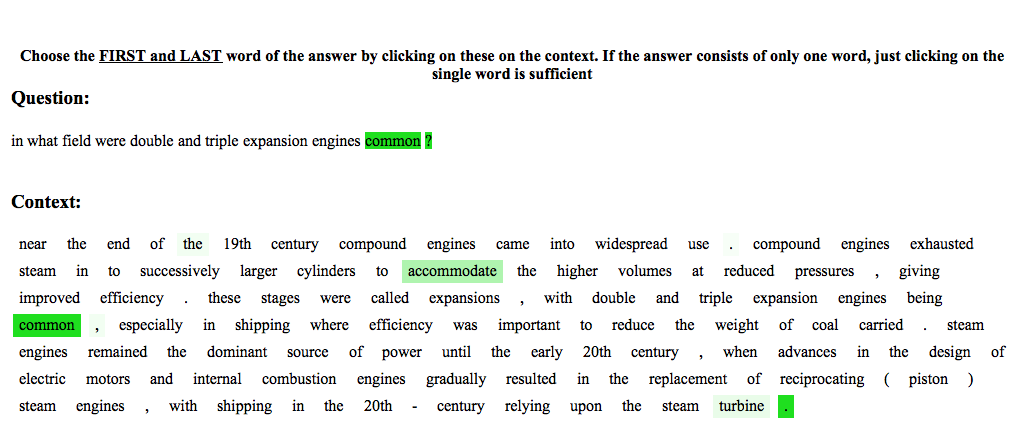 Choose the FIRST and LAST word of the answer by clicking on these on the context. If the answer consists of only one word, just clicking on the
single word is sufficient
Question:
in what field were double and triple expansion engines common ?
Context:
near the end of the 19th century compound engines came into widespread use . compound engines exhausted
steam in to successively larger cylinders to accommodate the higher volumes at reduced pressures , giving
improved efficiency . these stages were called expansions , with double and triple expansion engines being
common , especially in shipping where efficiency was important to reduce the weight of coal carried . steam
engines remained the dominant source of power until the early 20th century , when advances in the design of
electric motors and internal combustion engines gradually resulted in the replacement of reciprocating ( piston )
steam engines , with shipping in the 20th - century relying upon the steam turbine .